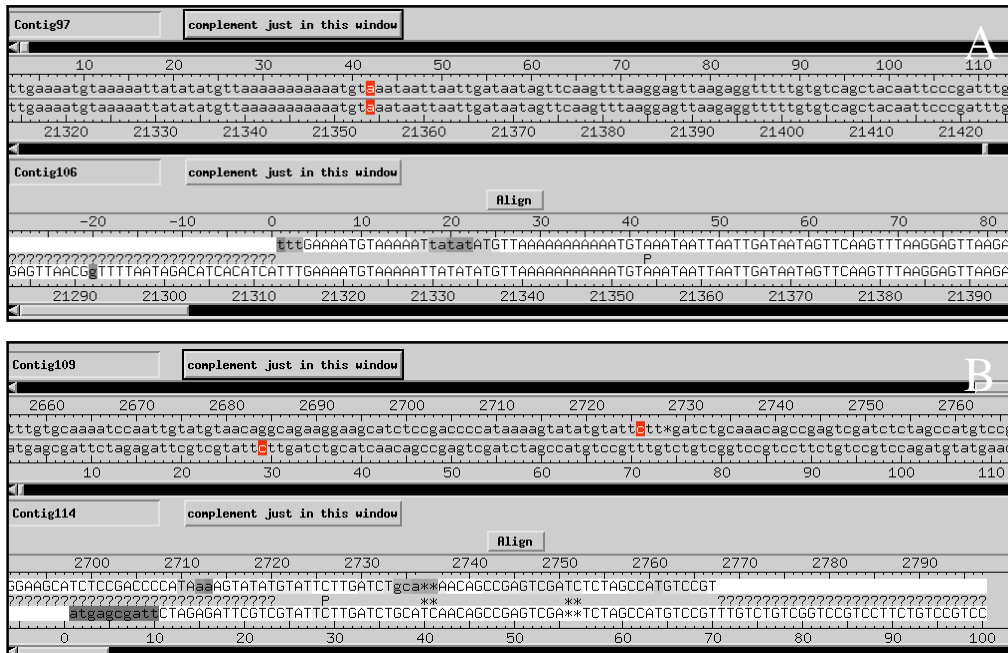 Contig97 complement just in this window A
10 20 30 40 50 60 70 80 90 100 110
ttgaaaatgtaaaaattatatatgttaaaaaaaaaaaatgtaaataattaattgataatagttcaagtttaaggagttaagaggtttttgtgtcagctacaattcccgatttg
ttgaaaatgtaaaaattatatatgttaaaaaaaaaaaatgtaaataattaattgataatagttcaagtttaaggagttaagaggtttttgtgtcagctacaattcccgatttg
21320 21330 21340 21350 21360 21370 21380 21390 21400 21410 21420
Contig106 complement just in this window
Align
-20 -10 0 10 20 30 40 50 60 70 80
tttGAAAATGTAAAAATtatatATGTTAAAAAAAAAAAATGTAAATAATTAATTGATAATAGTTCAAGTTTAAGGAGTTAAGA
?????????????????????????????? P
GAGTTAACGgTTTTAATAGACATCACATCATTTGAAAATGTAAAAATTATATATGTTAAAAAAAAAAAATGTAAATAATTAATTGATAATAGTTCAAGTTTAAGGAGTTAAGA
21290 21300 21310 21320 21330 21340 21350 21360 21370 21380 21390
Contig109 complement just in this window B
2660 2670 2680 2690 2700 2710 2720 2730 2740 2750 2760
tttgtgcaaaatccaattgtatgtaacaggcagaaggaagcatctccgaccccataaaagtatatgtattctt*gatctgcaaacagccgagtcgatctctagccatgtccg
atgagcgattctagagattcgtcgtattcttgatctgcatcaacagccgagtcgatctagccatgtccgttgtctgtcggtccgtccttctgtccgtccagatgtatgaac
10 20 30 40 50 60 70 80 90 100 110
Contig114 complement just in this window
Align
2700 2710 2720 2730 2740 2750 2760 2770 2780 2790
GGAAGCATCTCCGACCCCATAaaAGTATATGTATTCTTGATCTgca**AACAGCCGAGTCGATCTCTAGCCATGTCCGT
?????????????????????????????? P ** ** ??????????????????????????????
atgagcgattCTAGAGATTCGTCGTATTCTTGATCTGCATCAACAGCCGAGTCGA**TCTAGCCATGTCCGTTTGTCTGTCGGTCCGTCCTTCTGTCCGTCC
0 10 20 30 40 50 60 70 80 90 100